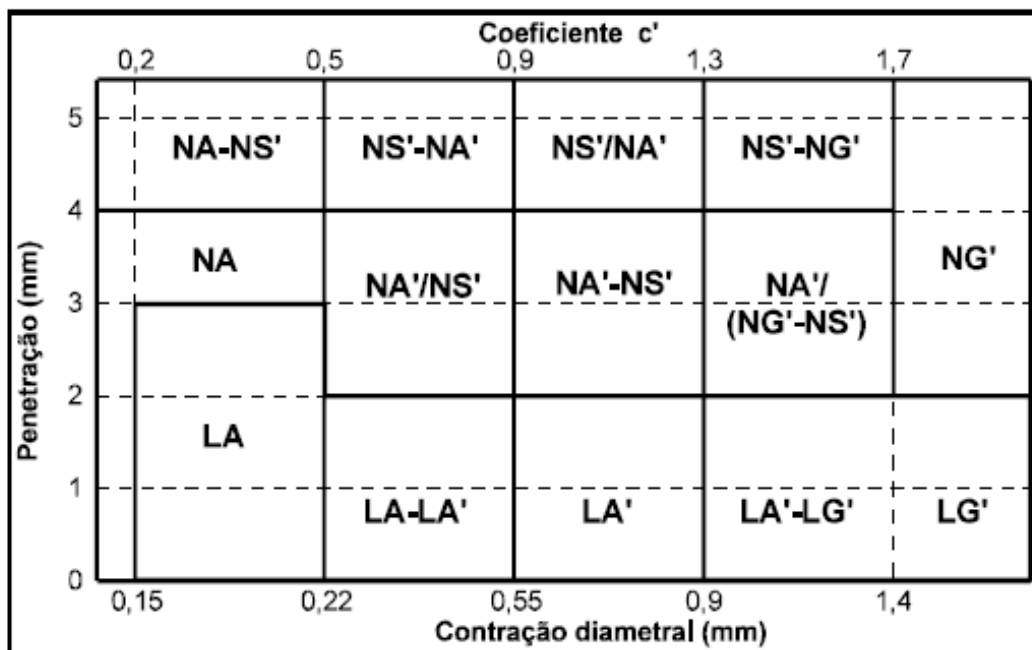 Coeficiente c'
0,2 0,5 0,9 1,3 1,7
Penetração (mm)
5
NA-NS' NS'-NA' NS'/NA' NS'-NG'
4
NA NA'/NS' NA'-NS' NA'/ NG'
3
(NG'-NS')
2
LA
1
LA-LA' LA' LA'-LG' LG'
0
0,15 0,22 0,55 0,9 1,4
Contração diametral (mm)